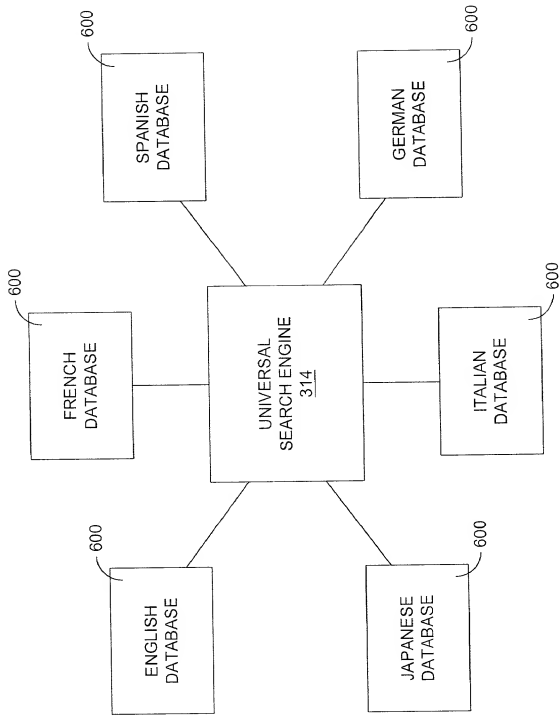 600
ENGLISH
DATABASE
600
FRENCH
DATABASE
600
SPANISH
DATABASE
UNIVERSAL
SEARCH ENGINE
314
600
JAPANESE
DATABASE
600
ITALIAN
DATABASE
600
GERMAN
DATABASE